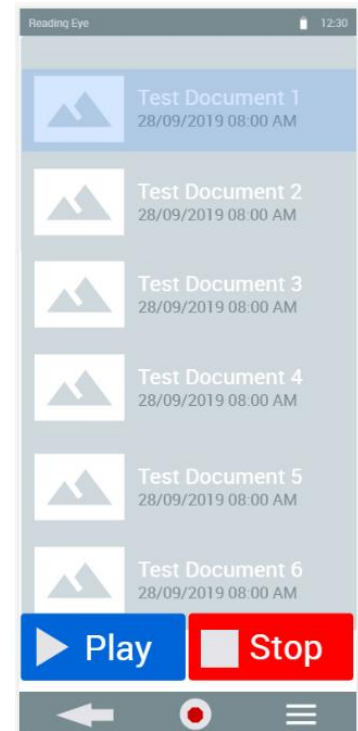 Reading Eye 12:30
Test Document 1
28/09/2019 08:00 AM
Test Document 2
28/09/2019 08:00 AM
Test Document 3
28/09/2019 08:00 AM
Test Document 4
28/09/2019 08:00 AM
Test Document 5
28/09/2019 08:00 AM
Test Document 6
28/09/2019 08:00 AM
Play Stop